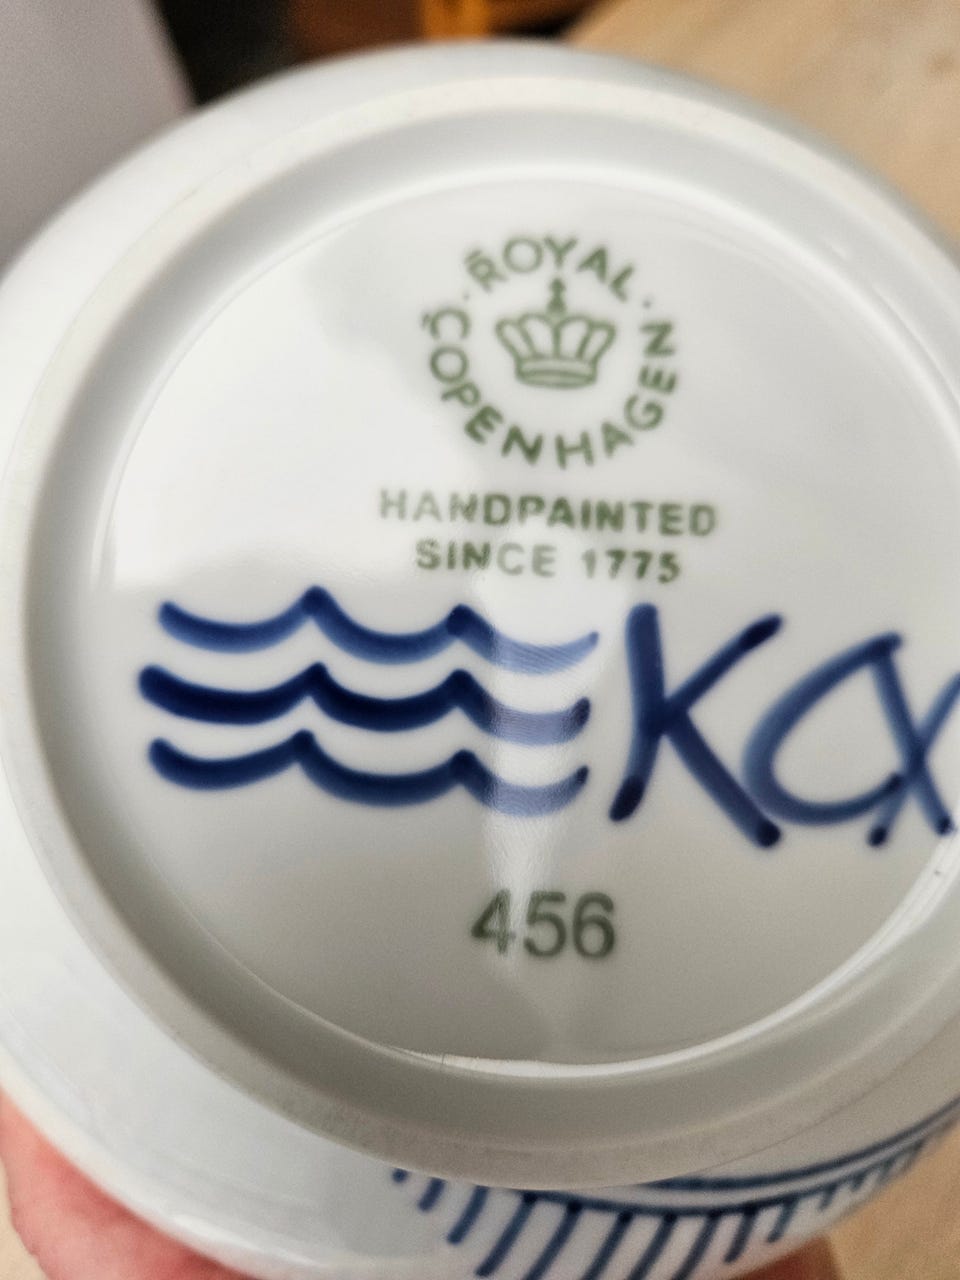 ROYAL
COPENHAGEN
HANDPAINTED
SINCE 1775
456